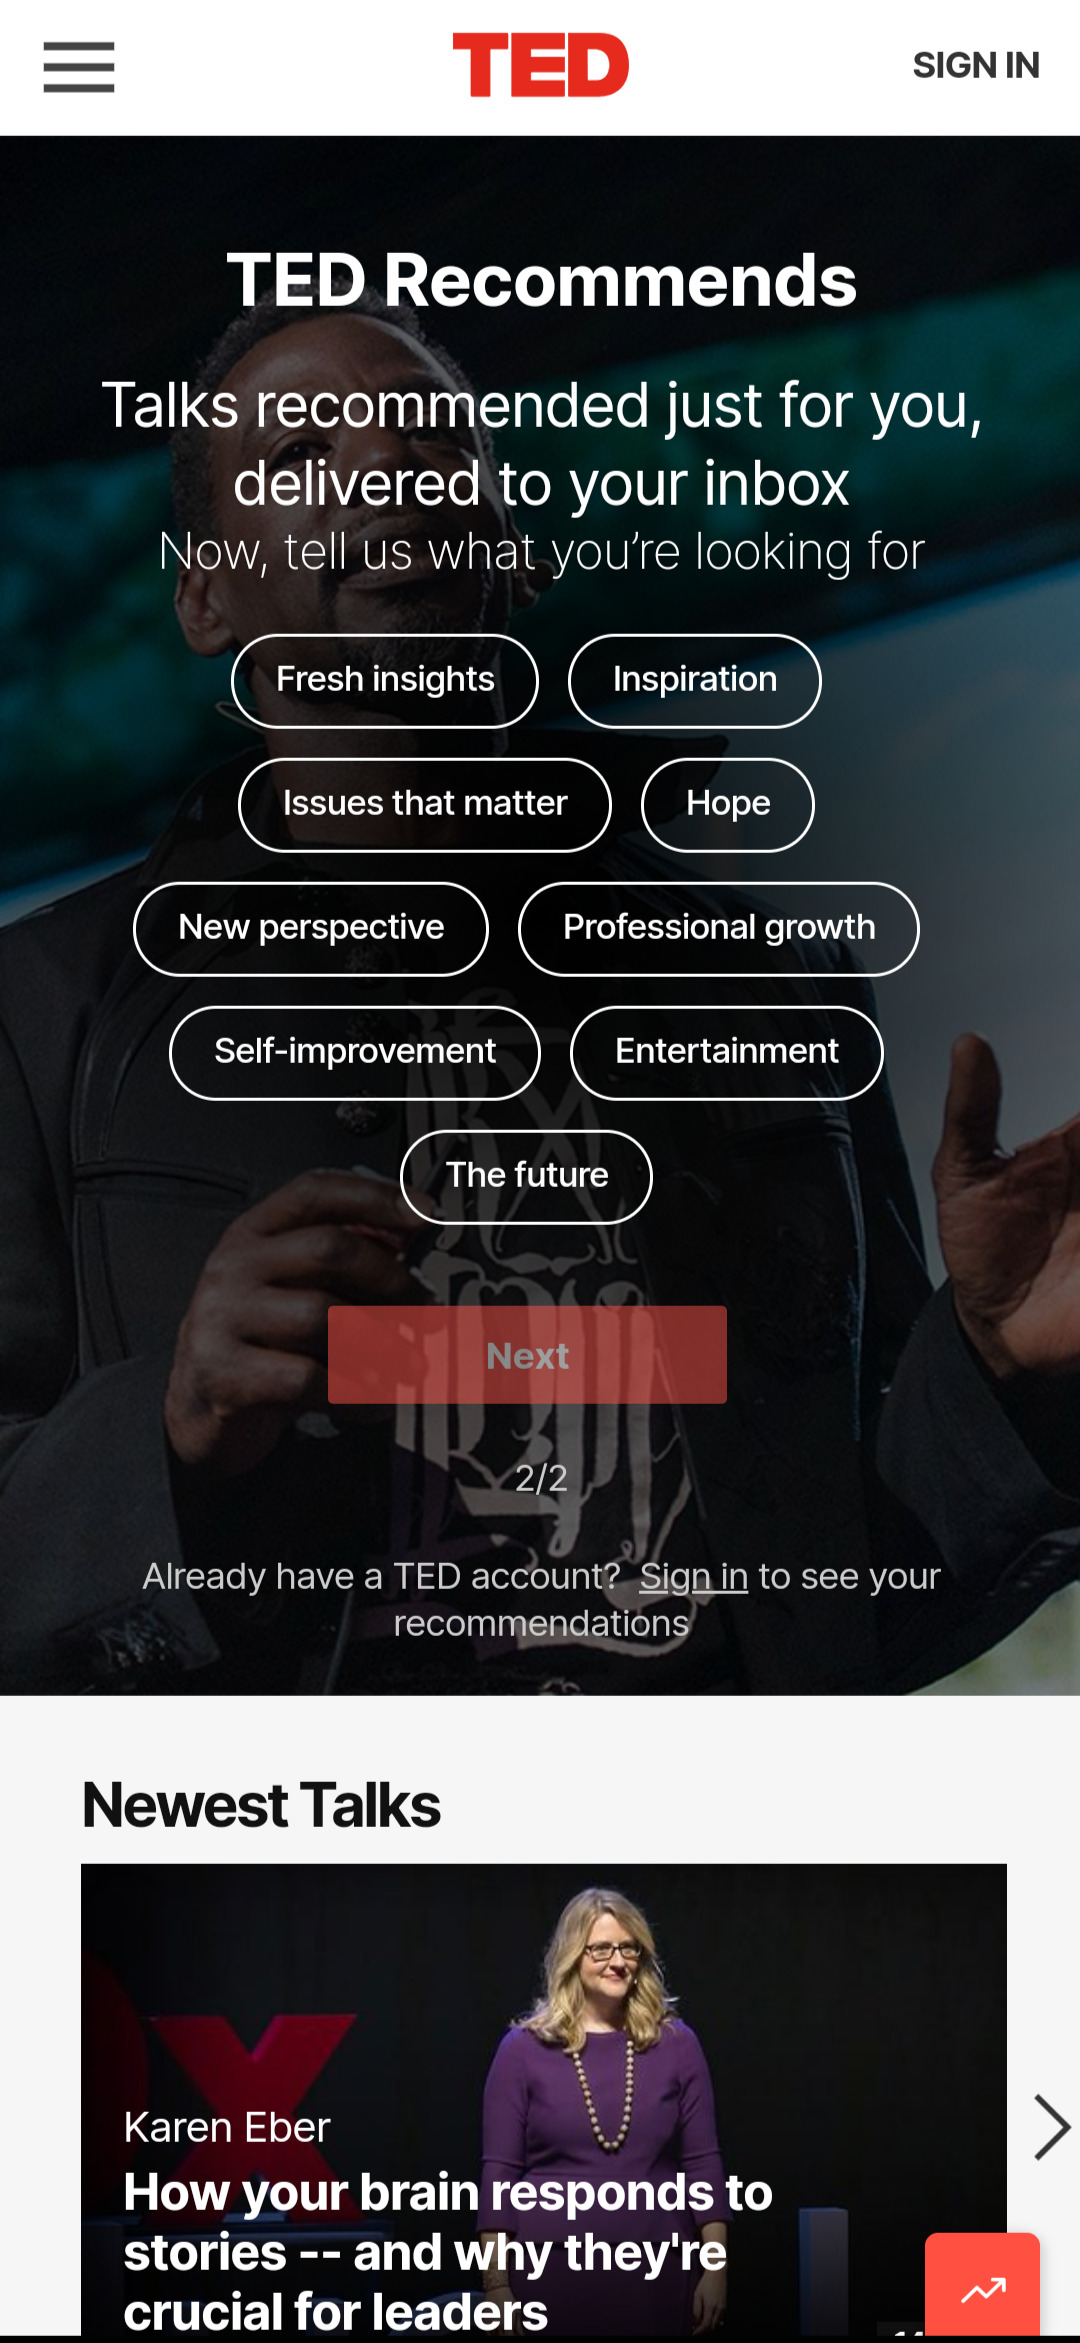 TED
SIGN IN
TED Recommends
Talks recommended just for you,
delivered to your inbox
Now, tell us what you’re looking for
Fresh insights
Inspiration
Issues that matter
Hope
New perspective
Professional growth
Self-improvement
Entertainment
The future
Next
2/2
Already have a TED account? Sign in to see your
recommendations
Newest Talks
Karen Eber
How your brain responds to
stories -- and why they're
crucial for leaders